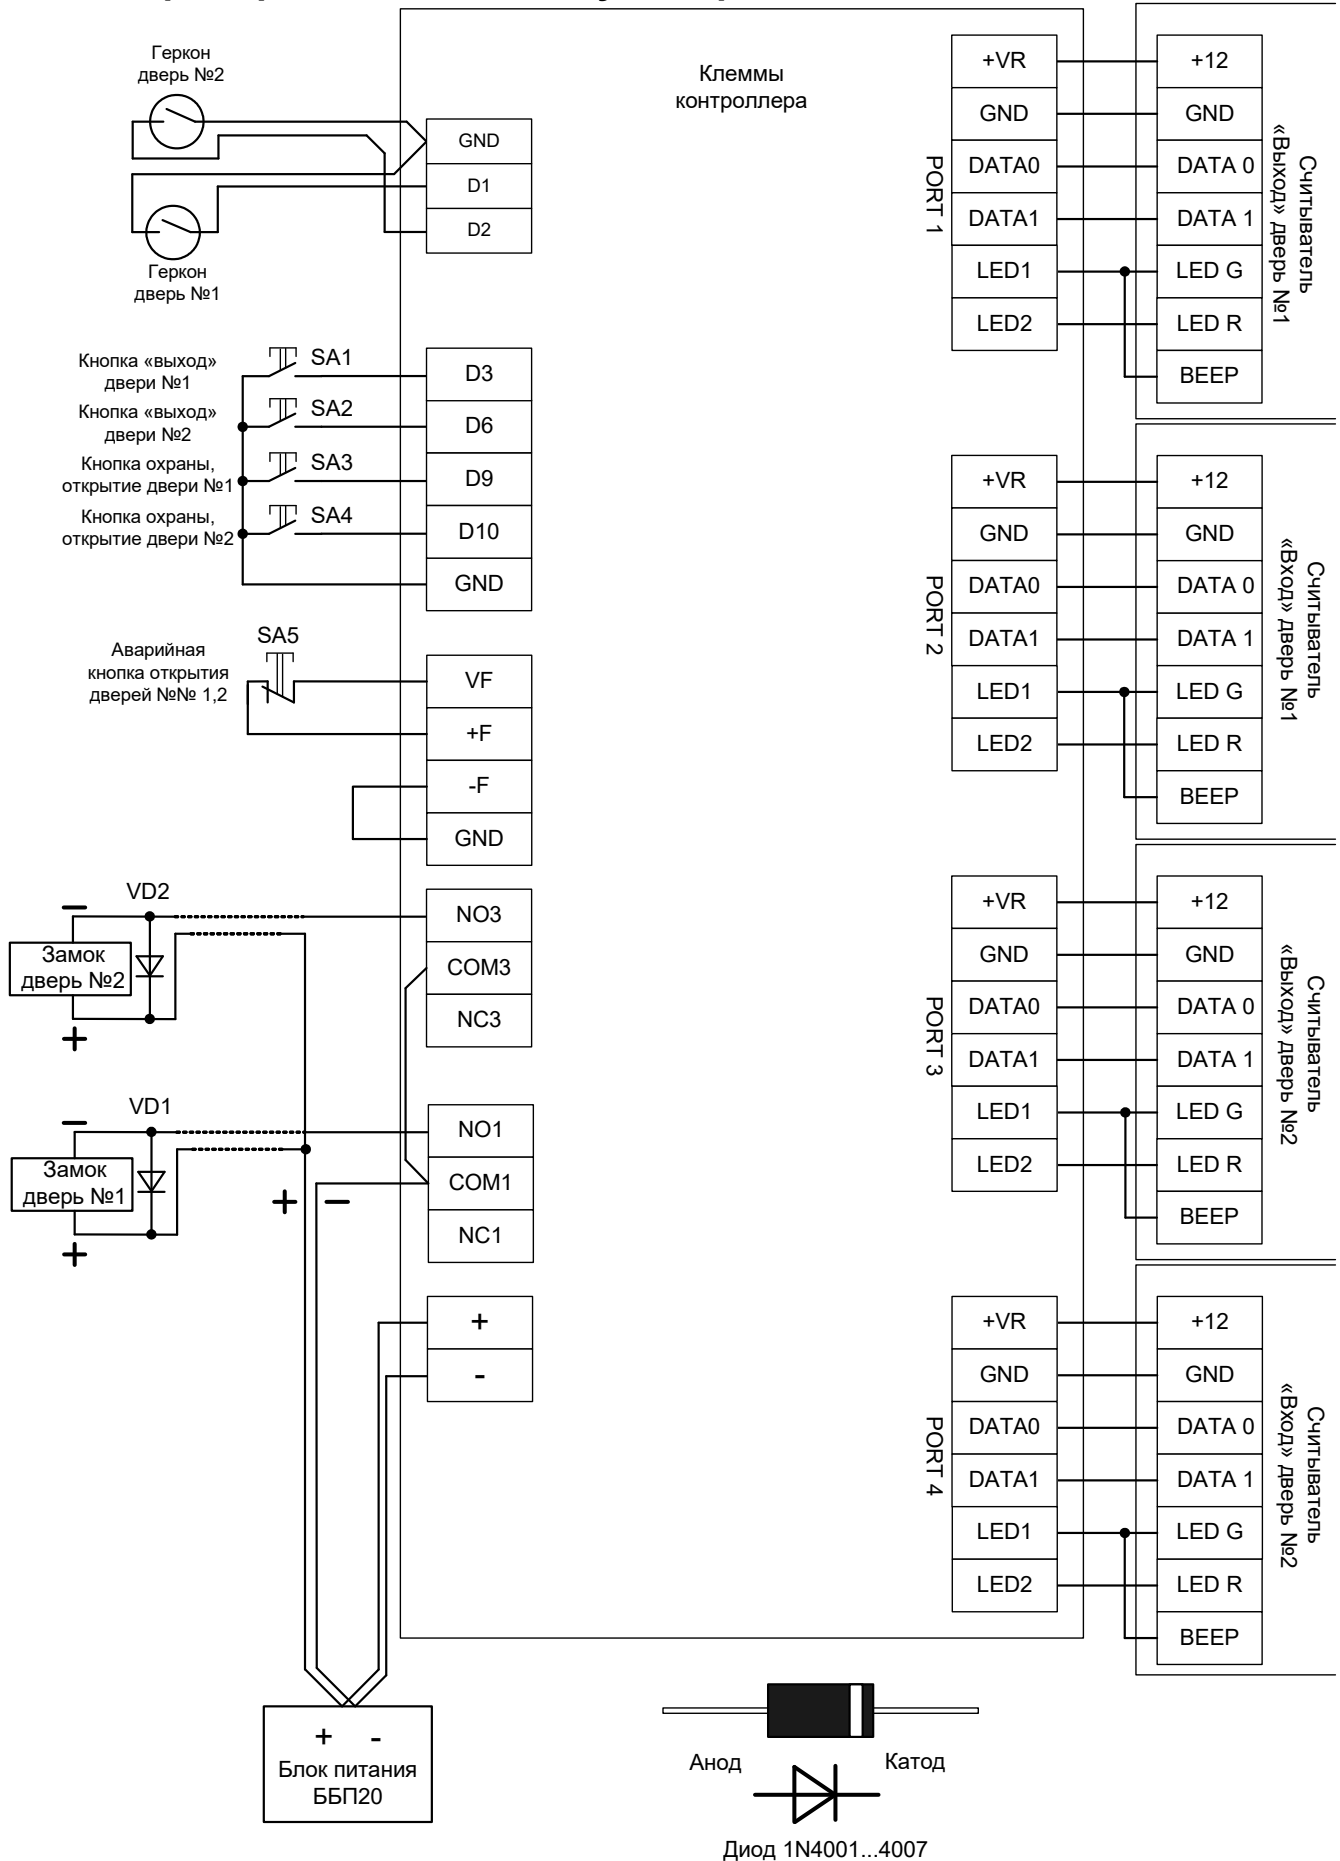 Клеммы
контроллера
Геркон
дверь №2
GND
D1
D2
Геркон
дверь №1
Кнопка «выход»
двери №1
SA1
D3
Кнопка «выход»
двери №2
SA2
D6
Кнопка охраны,
открытие двери №1
SA3
D9
Кнопка охраны,
открытие двери №2
SA4
D10
GND
Аварийная
кнопка открытия
дверей №№ 1,2
SA5
VF
+F
-F
GND
VD2
Замок
дверь №2
NO3
COM3
NC3
VD1
Замок
дверь №1
NO1
COM1
NC1
+
-
+ -
Блок питания
ББП20
PORT 1
+VR
GND
DATA0
DATA1
LED1
LED2
+12
GND
DATA 0
DATA 1
LED G
LED R
BEEP
Считыватель
«Выход» дверь №1
PORT 2
+VR
GND
DATA0
DATA1
LED1
LED2
+12
GND
DATA 0
DATA 1
LED G
LED R
BEEP
Считыватель
«Вход» дверь №1
PORT 3
+VR
GND
DATA0
DATA1
LED1
LED2
+12
GND
DATA 0
DATA 1
LED G
LED R
BEEP
Считыватель
«Выход» дверь №2
PORT 4
+VR
GND
DATA0
DATA1
LED1
LED2
+12
GND
DATA 0
DATA 1
LED G
LED R
BEEP
Считыватель
«Вход» дверь №2
Анод
Катод
Диод 1N4001...4007